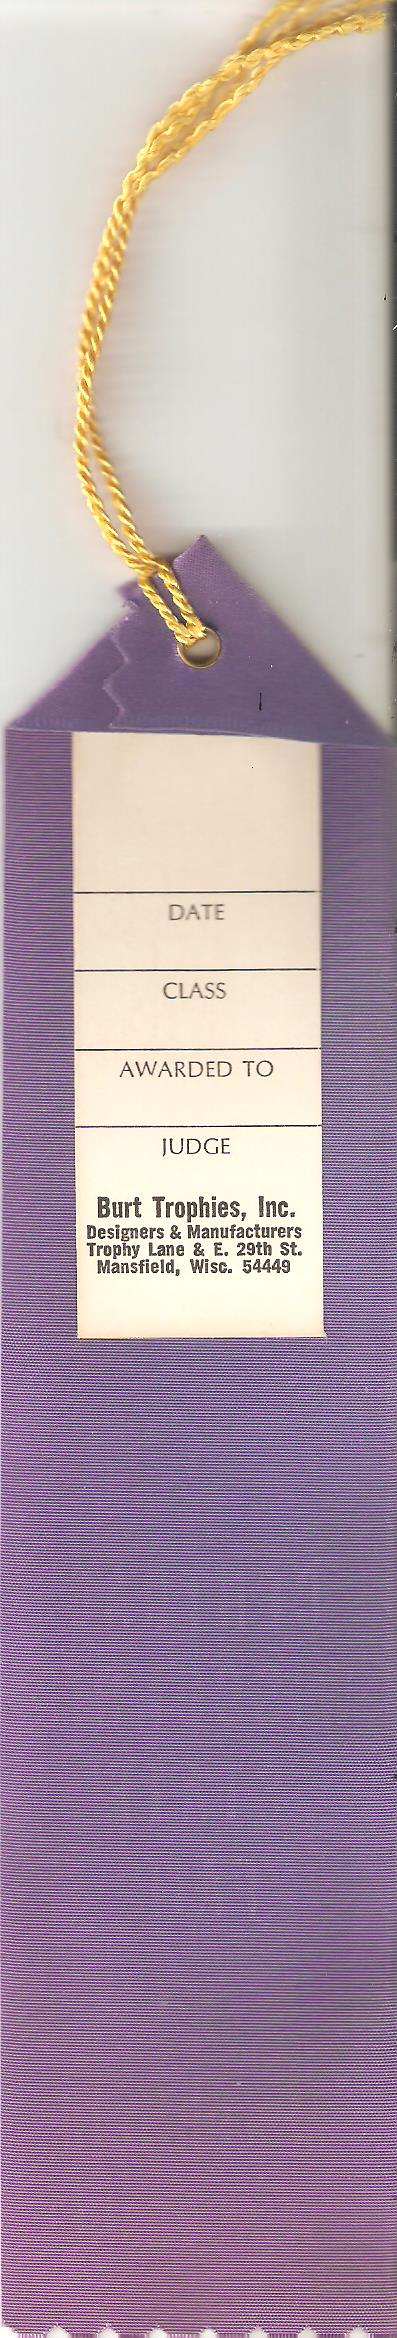 DATE
CLASS
AWARDED TO
JUDGE
Burt Trophies, Inc.
Designers & Manufacturers
Trophy Lane & E. 29th St.
Mansfield, Wisc. 54449